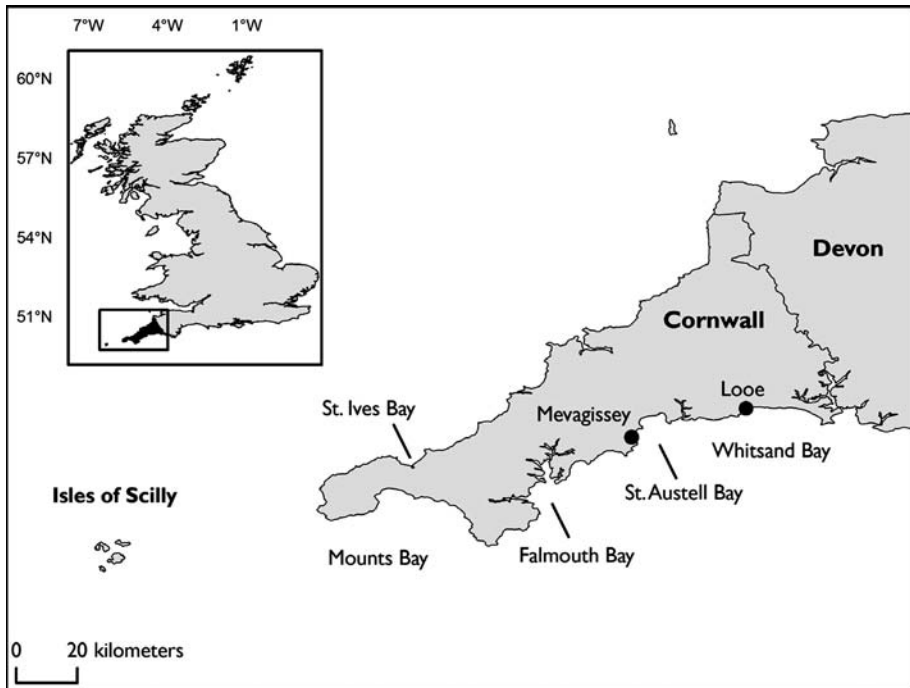 7°W 4°W 1°W
60°N
57°N
54°N
51°N
Devon
Cornwall
Looe
St. Ives Bay
Mevagissey
Whitsand Bay
Isles of Scilly
St. Austell Bay
Mounts Bay
Falmouth Bay
0 20 kilometers